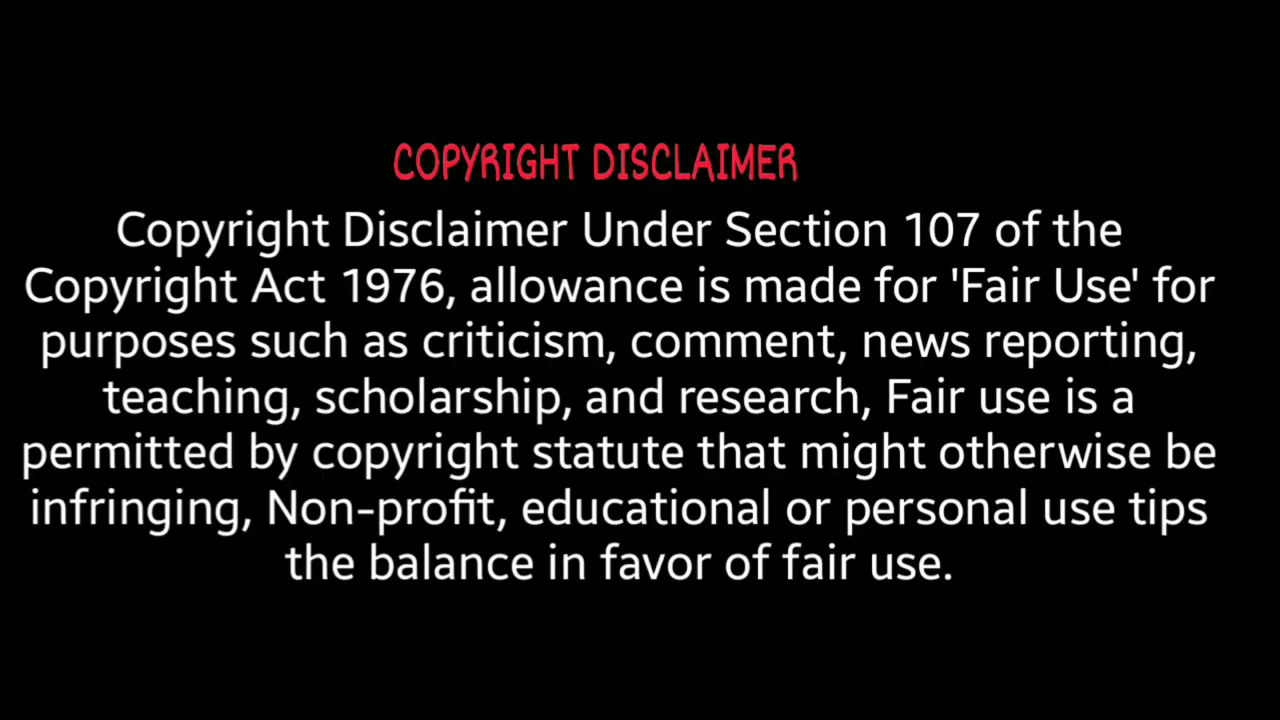 COPYRIGHT DISCLAIMER
Copyright Disclaimer Under Section 107 of the
Copyright Act 1976, allowance is made for 'Fair Use' for
purposes such as criticism, comment, news reporting,
teaching, scholarship, and research, Fair use is a
permitted by copyright statute that might otherwise be
infringing, Non-profit, educational or personal use tips
the balance in favor of fair use.